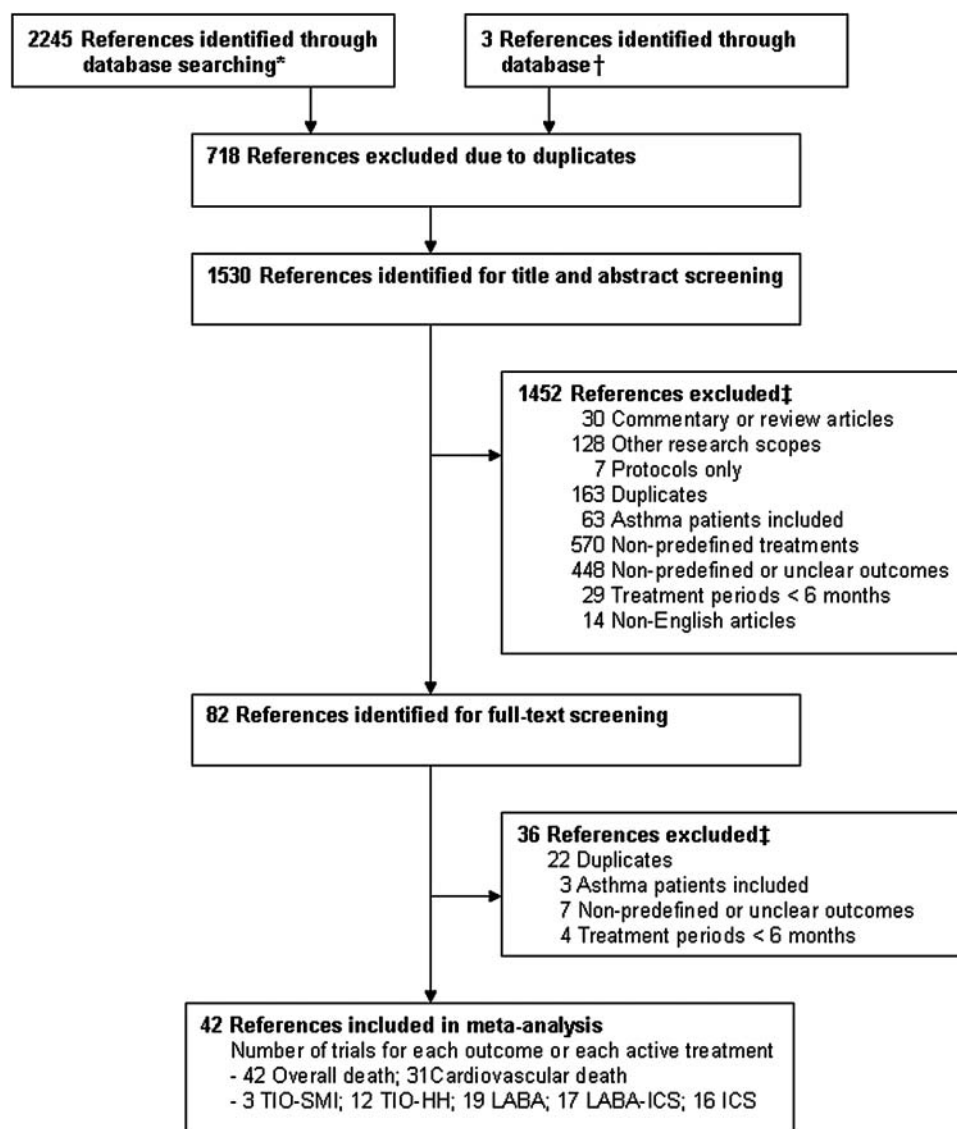 2245 References identified through
database searching*
3 References identified through
database†
718 References excluded due to duplicates
1530 References identified for title and abstract screening
1452 References excluded‡
30 Commentary or review articles
128 Other research scopes
7 Protocols only
163 Duplicates
63 Asthma patients included
570 Non-predefined treatments
448 Non-predefined or unclear outcomes
29 Treatment periods < 6 months
14 Non-English articles
82 References identified for full-text screening
36 References excluded‡
22 Duplicates
3 Asthma patients included
7 Non-predefined or unclear outcomes
4 Treatment periods < 6 months
42 References included in meta-analysis
Number of trials for each outcome or each active treatment
- 42 Overall death; 31Cardiovascular death
- 3 TIO-SMI; 12 TIO-HH; 19 LABA; 17 LABA-ICS; 16 ICS